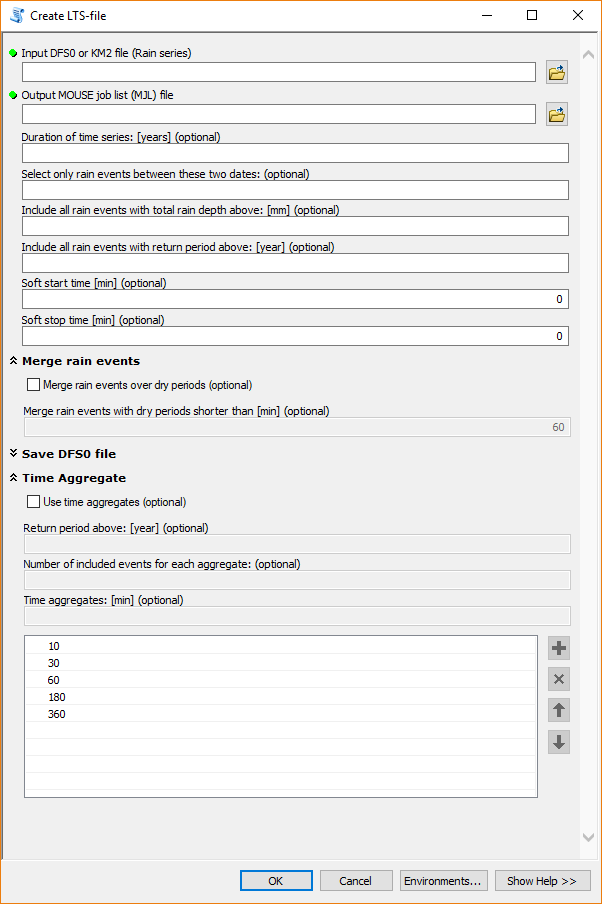 Create LTS-file
Input DFS0 or KM2 file (Rain series)
Output MOUSE job list (MJL) file
Duration of time series: [years] (optional)
Select only rain events between these two dates: (optional)
Include all rain events with total rain depth above: [mm] (optional)
Include all rain events with return period above: [year] (optional)
Soft start time [min] (optional)
0
Soft stop time [min] (optional)
0
Merge rain events
Merge rain events over dry periods (optional)
Merge rain events with dry periods shorter than [min] (optional)
60
Save DFS0 file
Time Aggregate
Use time aggregates (optional)
Return period above: [year] (optional)
Number of included events for each aggregate: (optional)
Time aggregates: [min] (optional)
10
30
60
180
360
OK Cancel Environments... Show Help >>